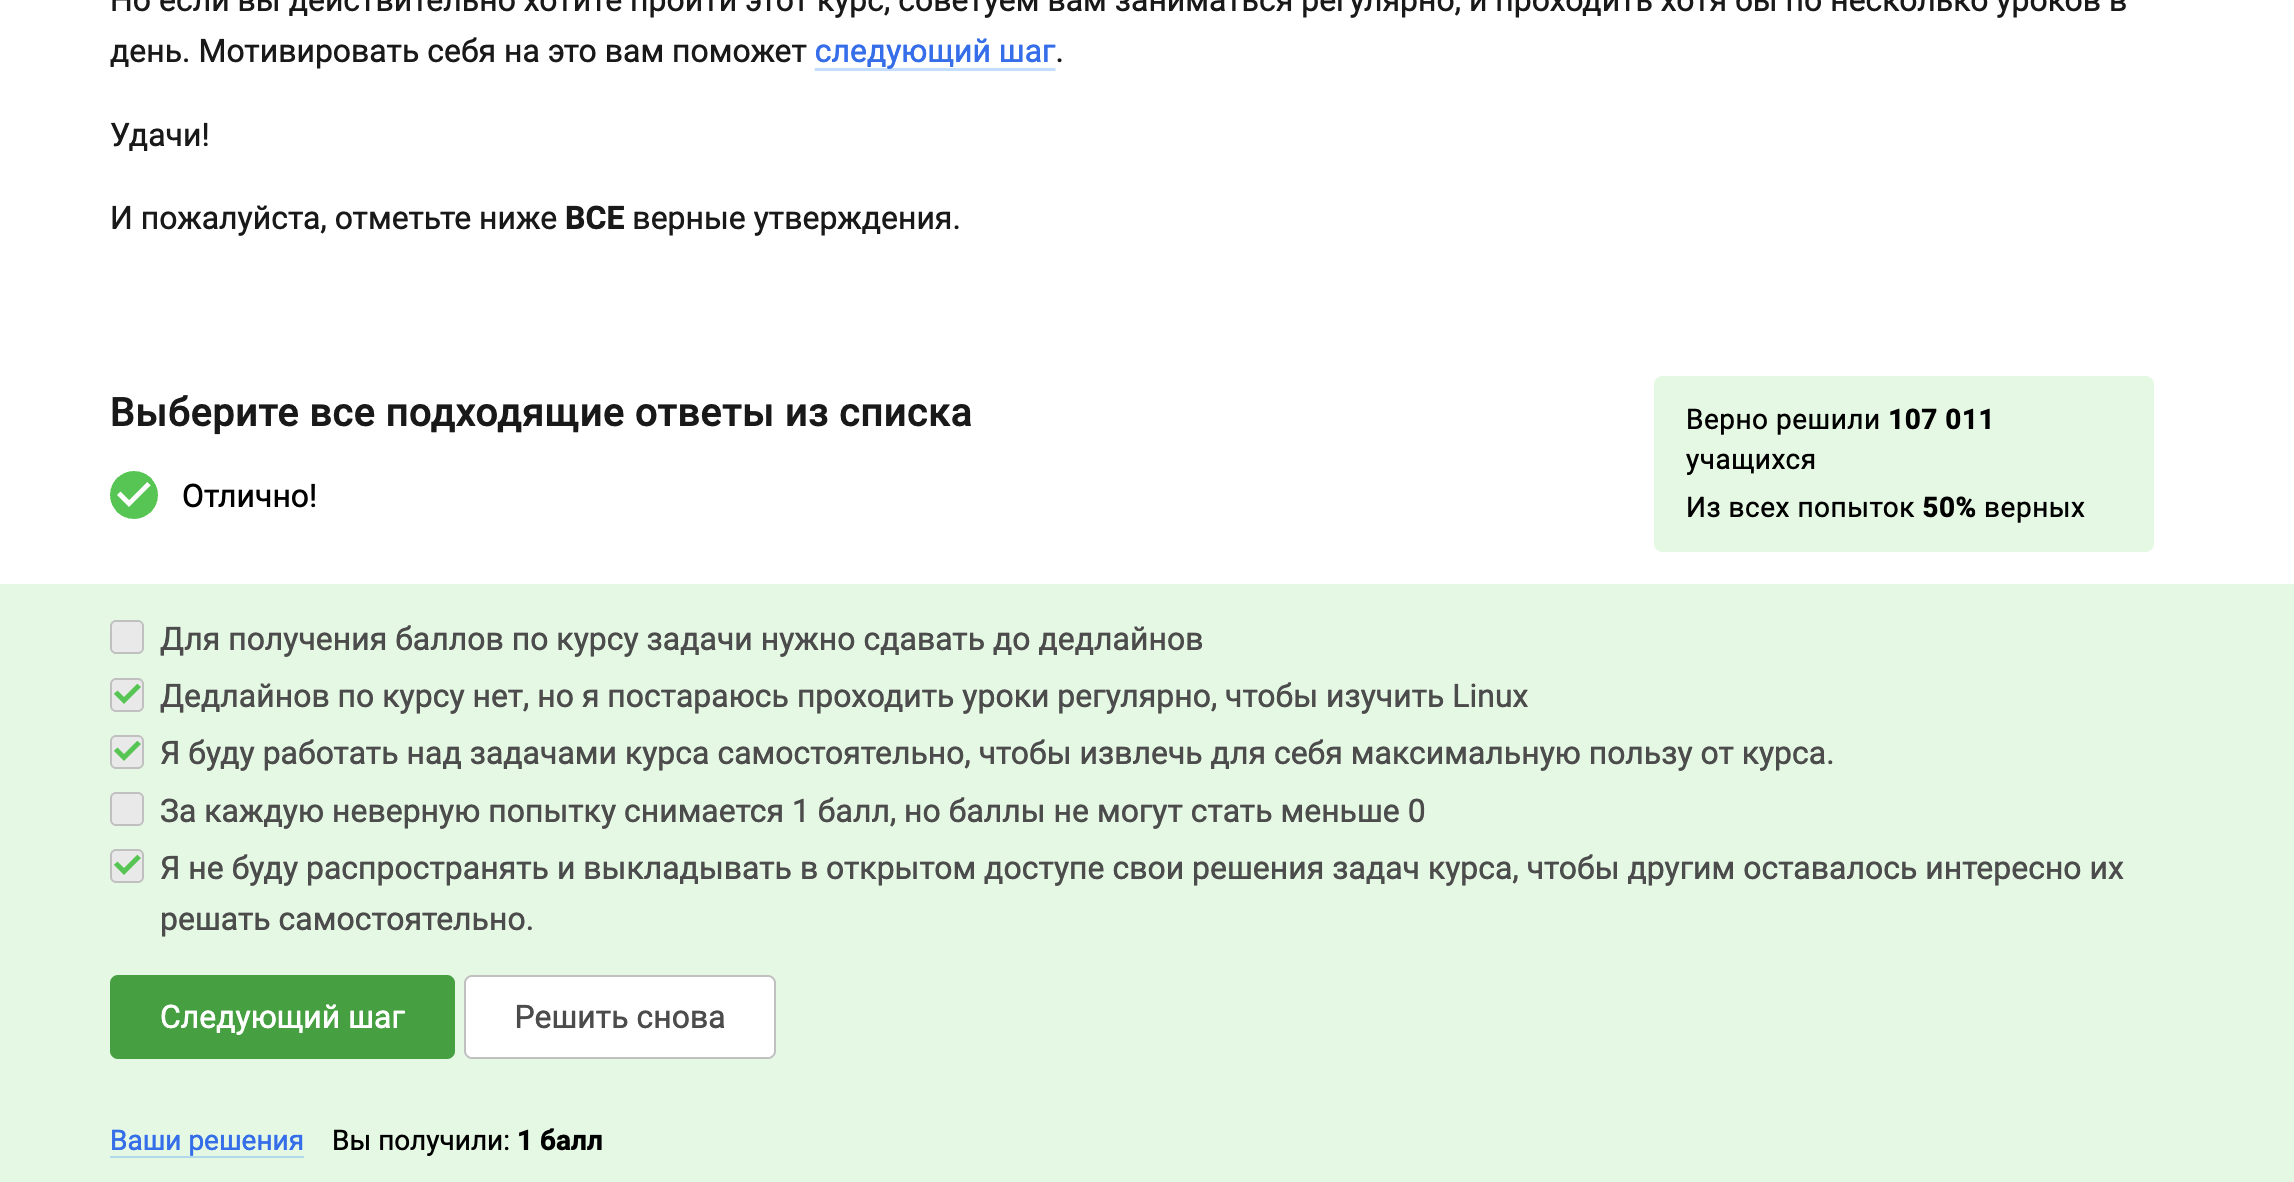 Но если вы действительно хотите пройти этот курс, советуем вам заниматься регулярно, и проходить хотя бы по несколько уроков в
день. Мотивировать себя на это вам поможет следующий шаг.
Удачи!
И пожалуйста, отметьте ниже ВСЕ верные утверждения.
Выберите все подходящие ответы из списка
Отлично!
Верно решили 107 011
учащихся
Из всех попыток 50% верных
Для получения баллов по курсу задачи нужно сдавать до дедлайнов
Дедлайнов по курсу нет, но я постараюсь проходить уроки регулярно, чтобы изучить Linux
Я буду работать над задачами курса самостоятельно, чтобы извлечь для себя максимальную пользу от курса.
За каждую неверную попытку снимается 1 балл, но баллы не могут стать меньше 0
Я не буду распространять и выкладывать в открытом доступе свои решения задач курса, чтобы другим оставалось интересно их
решать самостоятельно.
Следующий шаг
Решить снова
Ваши решения Вы получили: 1 балл